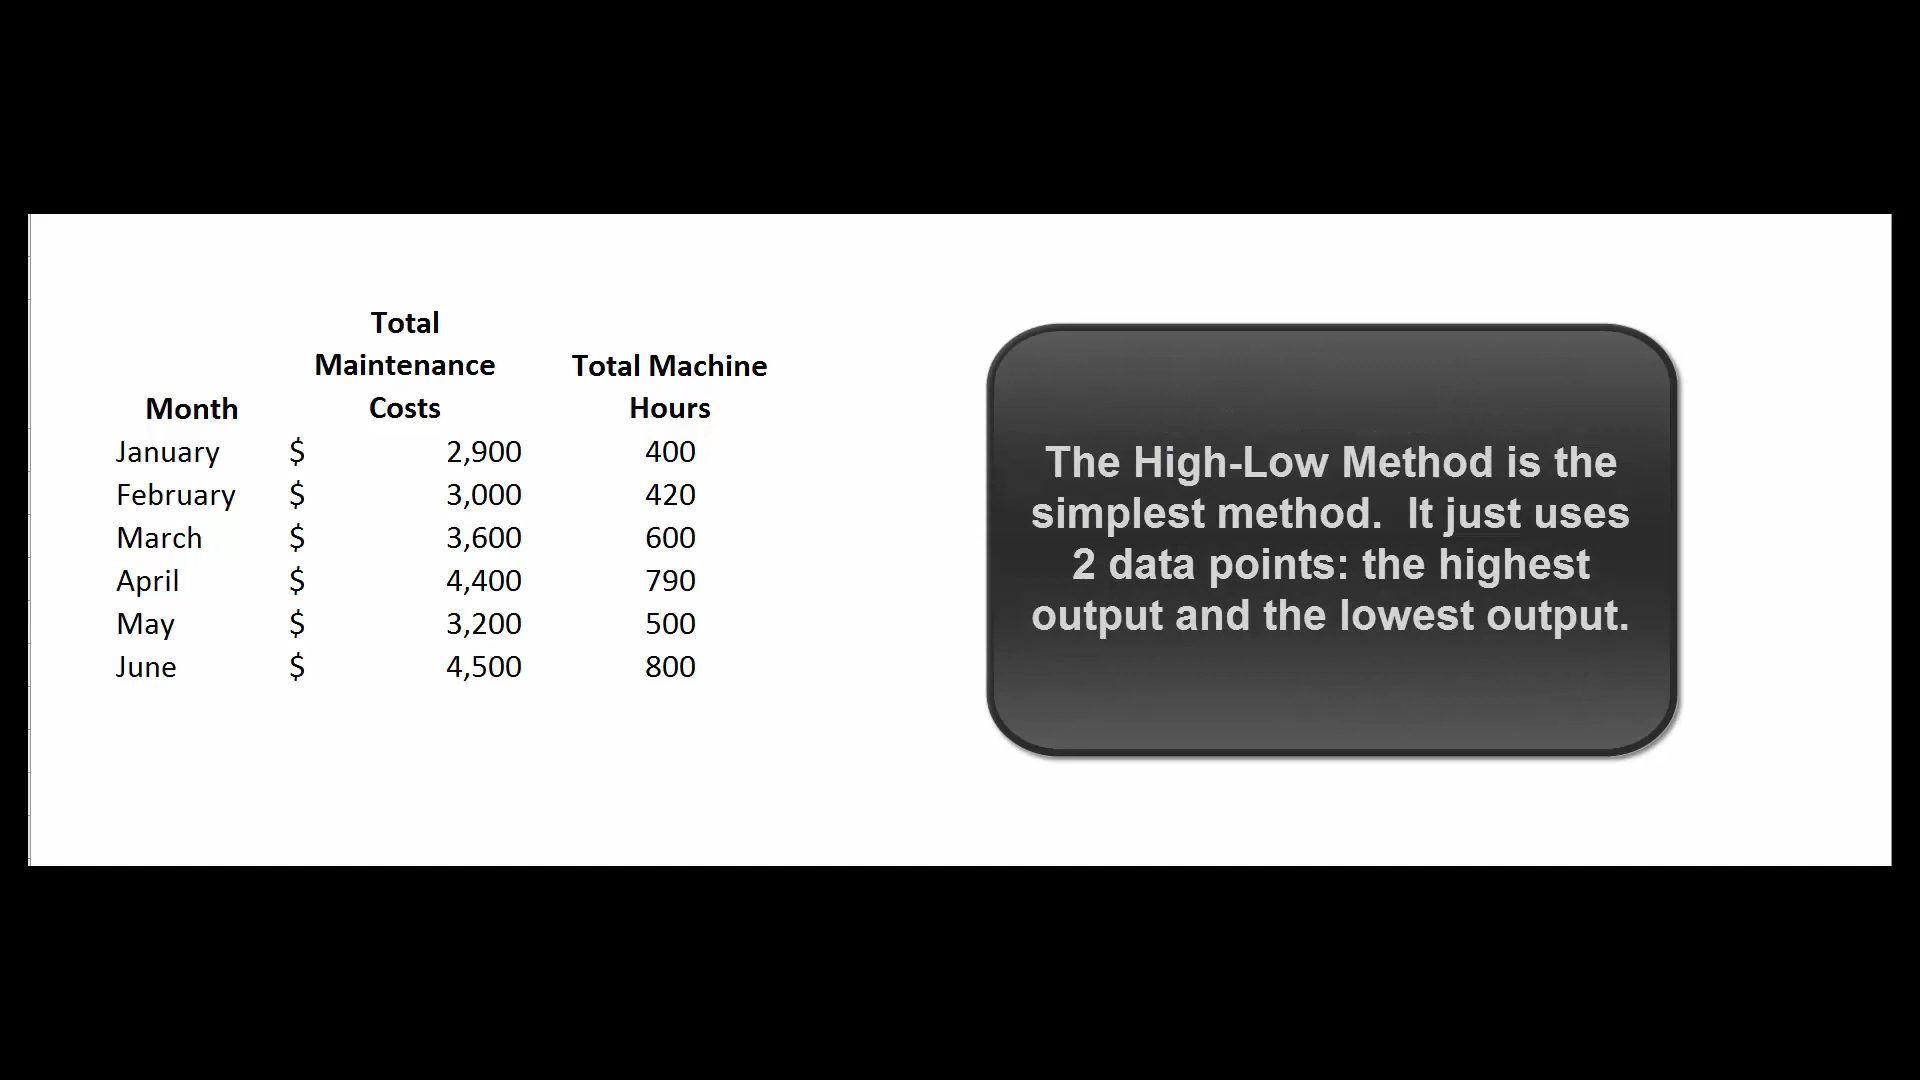 Total
Maintenance Total Machine
Month Costs Hours
January $ 2,900 400
February $ 3,000 420
March $ 3,600 600
April $ 4,400 790
May $ 3,200 500
June $ 4,500 800
The High-Low Method is the
simplest method.  It just uses
2 data points: the highest
output and the lowest output.